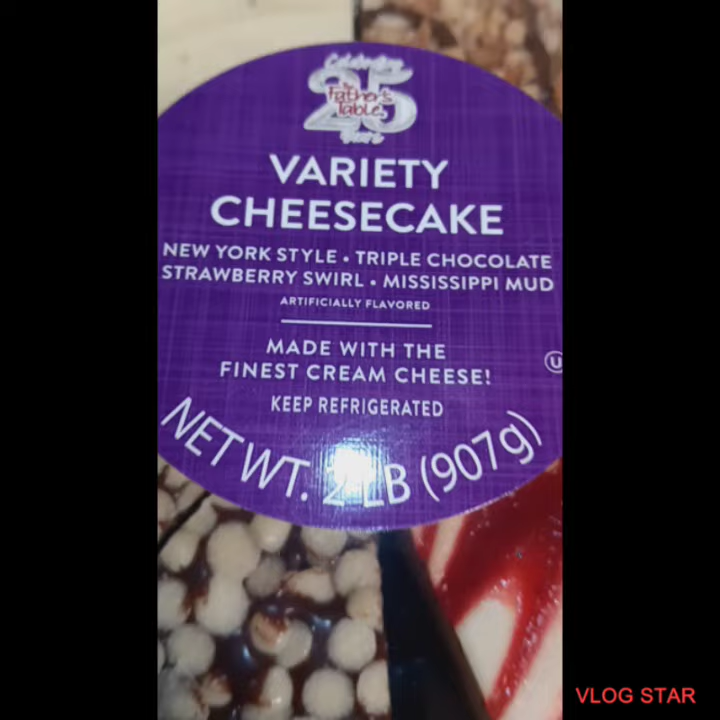 Celebrating
25
The
Father's
Table
Years
VARIETY
CHEESECAKE
NEW YORK STYLE • TRIPLE CHOCOLATE
STRAWBERRY SWIRL • MISSISSIPPI MUD
ARTIFICIALLY FLAVORED
MADE WITH THE
FINEST CREAM CHEESE!
U
KEEP REFRIGERATED
NET WT. 2 LB (907g)
VLOG STAR